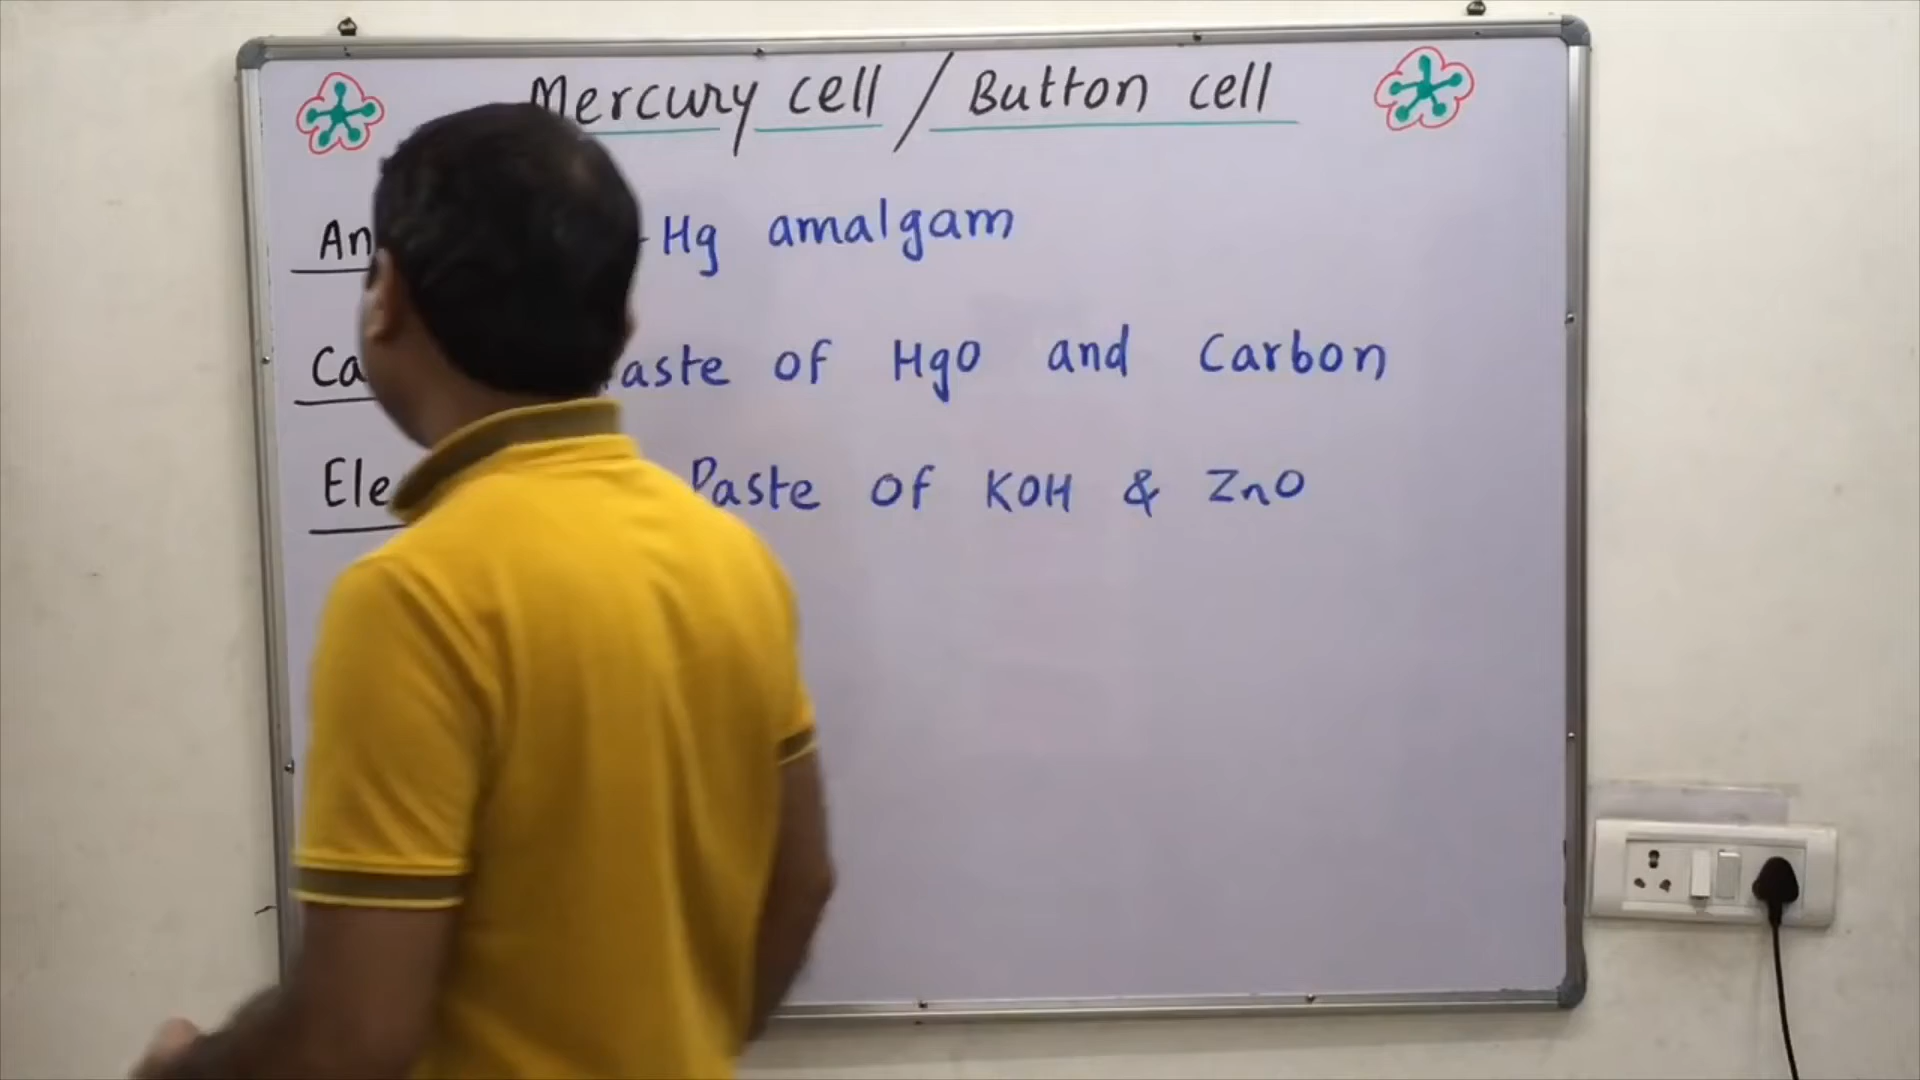 Mercury cell / Button cell
An -Hg amalgam
Ca aste of HgO and Carbon
Ele Paste of KOH & ZnO